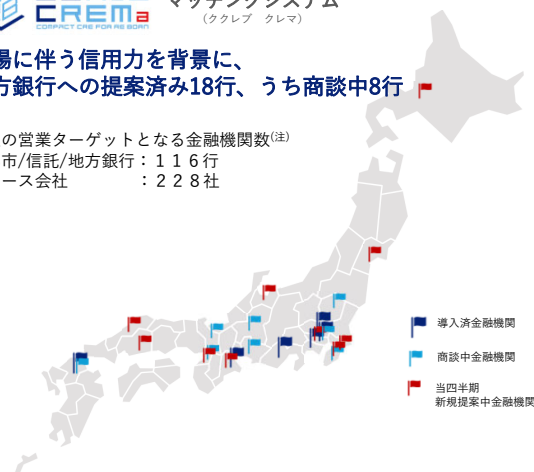 CREMa
COMPACT CRE FOR RE BORN
マッチングシステム
(ククレブ クレマ)
場に伴う信用力を背景に、
方銀行への提案済み18行、うち商談中8行
の営業ターゲットとなる金融機関数(注)
市/信託/地方銀行:116行
ース会社 :228社
導入済金融機関
商談中金融機関
当四半期
新規提案中金融機関